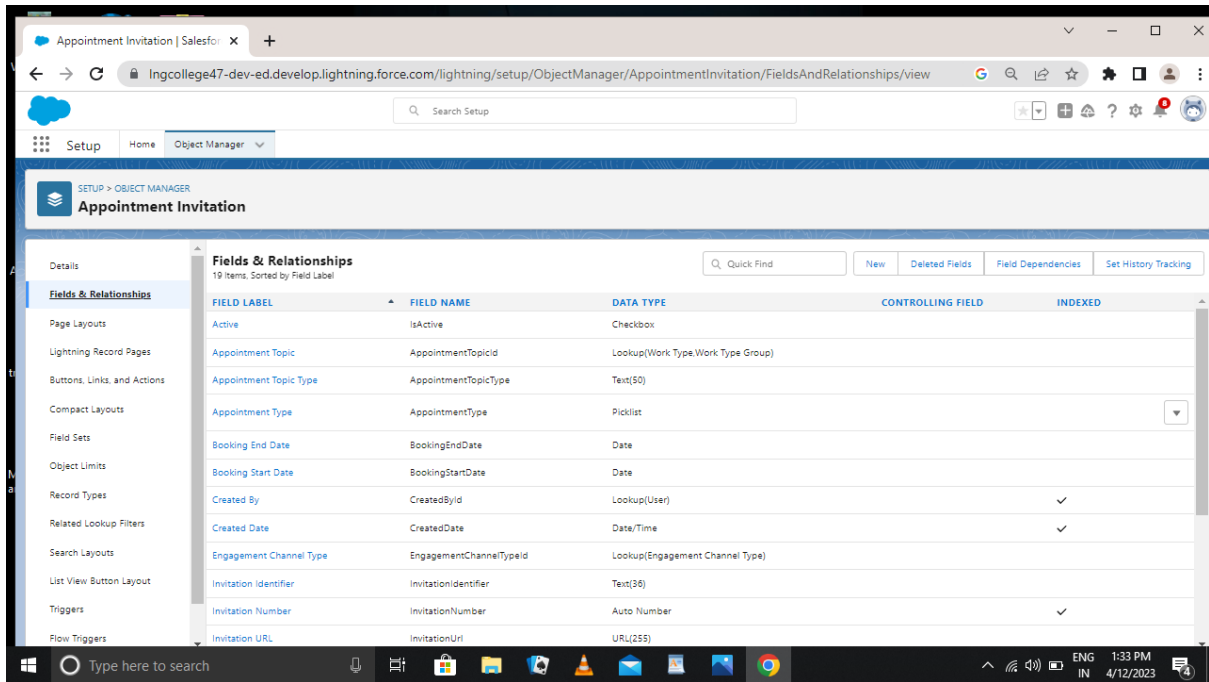 Appointment Invitation | Salesfor
lngcollege47-dev-ed.develop.lightning.force.com/lightning/setup/ObjectManager/AppointmentInvitation/FieldsAndRelationships/view
Search Setup
8
Setup Home Object Manager
SETUP > OBJECT MANAGER
Appointment Invitation
Details
Fields & Relationships
Page Layouts
Lightning Record Pages
Buttons, Links, and Actions
Compact Layouts
Field Sets
Object Limits
Record Types
Related Lookup Filters
Search Layouts
List View Button Layout
Triggers
Flow Triggers
Fields & Relationships
19 Items, Sorted by Field Label
Quick Find New Deleted Fields Field Dependencies Set History Tracking
FIELD LABEL FIELD NAME DATA TYPE CONTROLLING FIELD INDEXED
Active IsActive Checkbox
Appointment Topic AppointmentTopicId Lookup(Work Type,Work Type Group)
Appointment Topic Type AppointmentTopicType Text(50)
Appointment Type AppointmentType Picklist
Booking End Date BookingEndDate Date
Booking Start Date BookingStartDate Date
Created By CreatedById Lookup(User)
Created Date CreatedDate Date/Time
Engagement Channel Type EngagementChannelTypeId Lookup(Engagement Channel Type)
Invitation Identifier InvitationIdentifier Text(36)
Invitation Number InvitationNumber Auto Number
Invitation URL InvitationUrl URL(255)
Type here to search
ENG
IN
1:33 PM
4/12/2023
4